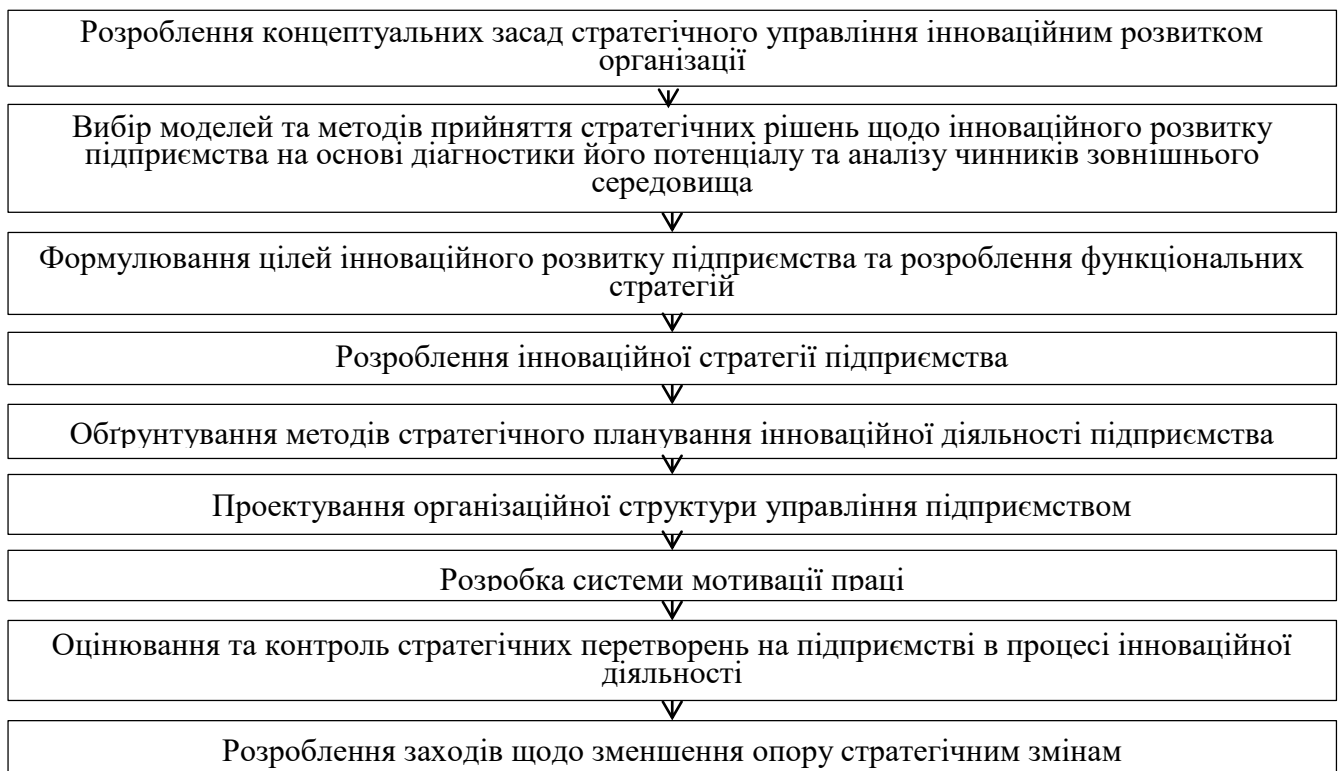 Розроблення концептуальних засад стратегічного управління інноваційним розвитком
організації
Вибір моделей та методів прийняття стратегічних рішень щодо інноваційного розвитку
підприємства на основі діагностики його потенціалу та аналізу чинників зовнішнього
середовища
Формулювання цілей інноваційного розвитку підприємства та розроблення функціональних
стратегій
Розроблення інноваційної стратегії підприємства
Обґрунтування методів стратегічного планування інноваційної діяльності підприємства
Проектування організаційної структури управління підприємством
Розробка системи мотивації праці
Оцінювання та контроль стратегічних перетворень на підприємстві в процесі інноваційної
діяльності
Розроблення заходів щодо зменшення опору стратегічним змінам